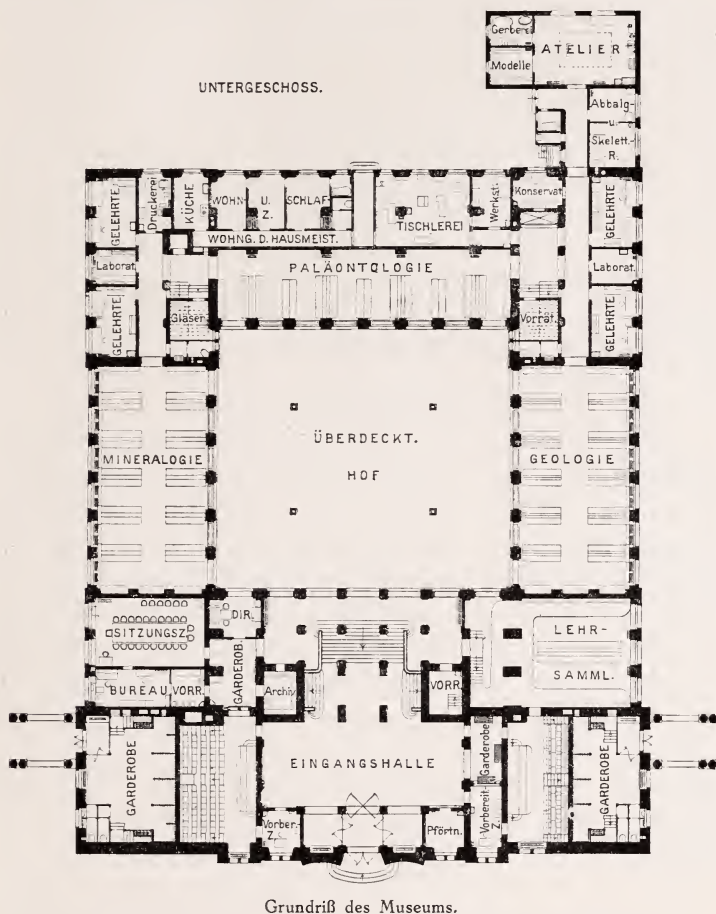 Gerberei
ATELIER
Modelle
UNTERGESCHOSS.
Abbalg-
u.
Skelett.-
R.
GELEHRTE
Druckerei
KÜCHE
WOHN-
U.
Z.
SCHLAF-
TISCHLEREI
Werkst.
Konservat.
GELEHRTE
WOHNG. D. HAUSMEIST.
Laborat.
PALÄONTOLOGIE
Laborat.
GELEHRTE
Gläser
Vorrat.
GELEHRTE
MINERALOGIE
ÜBERDECKT.
HOF
GEOLOGIE
SITZUNGSZ.
DIR.
LEHR-
SAMML.
BUREAU
VORR.
GARDEROB.
Archiv
VORR.
GARDEROBE
EINGANGSHALLE
Garderobe
GARDEROBE
Vorber.-
Z.
Pförtn.
Vorbereit-
Z.
Grundriß des Museums.